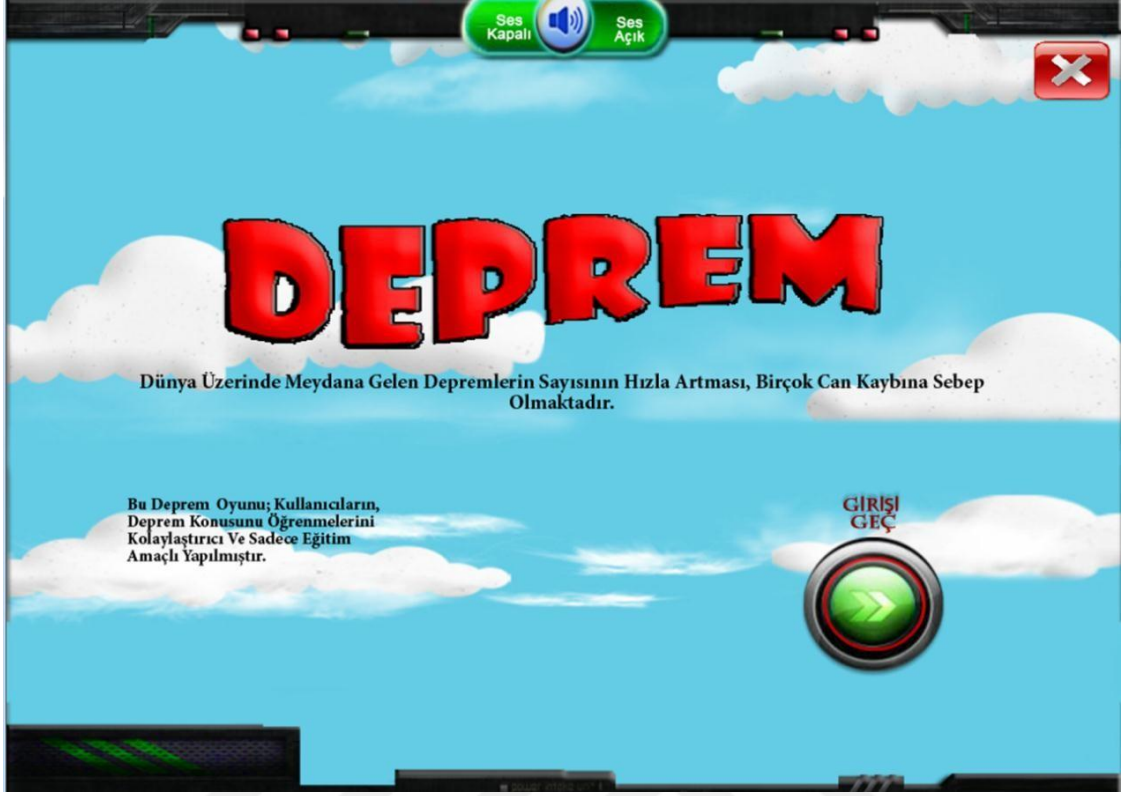 Ses Kapalı
Ses Açık
DEPREM
Dünya Üzerinde Meydana Gelen Depremlerin Sayısının Hızla Artması, Birçok Can Kaybına Sebep
Olmaktadır.
Bu Deprem Oyunu; Kullanıcıların,
Deprem Konusunu Öğrenmelerini
Kolaylaştırıcı Ve Sadece Eğitim
Amaçlı Yapılmıştır.
GİRİŞİ
GEÇ